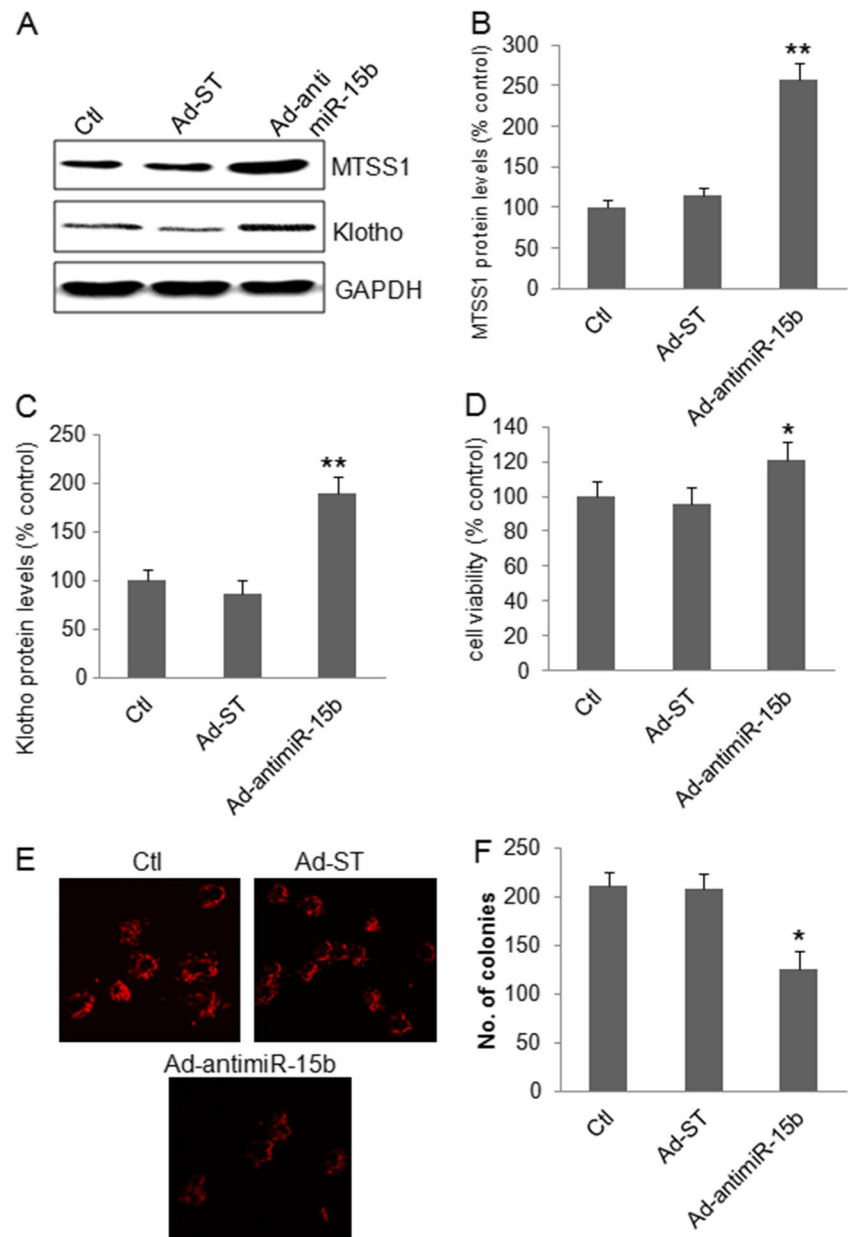 A
Ctl
Ad-ST
Ad-anti
miR-15b
MTSS1
Klotho
GAPDH
B
MTSS1 protein levels (% control)
300
250
200
150
100
50
0
**
Ctl
Ad-ST
Ad-antimiR-15b
C
Klotho protein levels (% control)
250
200
150
100
50
0
**
Ctl
Ad-ST
Ad-antimiR-15b
D
cell viability (% control)
140
120
100
80
60
40
20
0
*
Ctl
Ad-ST
Ad-antimiR-15b
E
Ctl
Ad-ST
Ad-antimiR-15b
F
No. of colonies
250
200
150
100
50
0
*
Ctl
Ad-ST
Ad-antimiR-15b